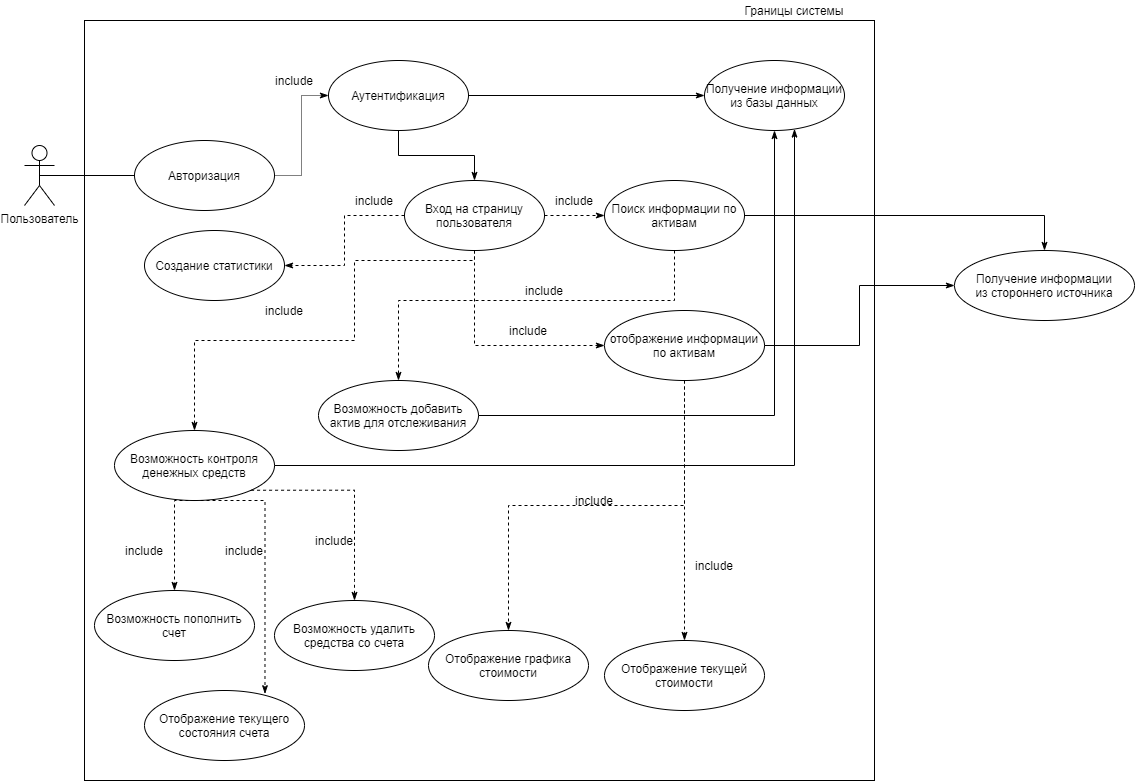 Границы системы
include
Аутентификация
Получение информации
из базы данных
Авторизация
Пользователь
include
Вход на страницу
пользователя
include
Поиск информации по
активам
Создание статистики
Получение информации
из стороннего источника
include
include
include
отображение информации
по активам
Возможность добавить
актив для отслеживания
Возможность контроля
денежных средств
include
include
include
include
include
Возможность пополнить
счет
Возможность удалить
средства со счета
Отображение графика
стоимости
Отображение текущей
стоимости
Отображение текущего
состояния счета